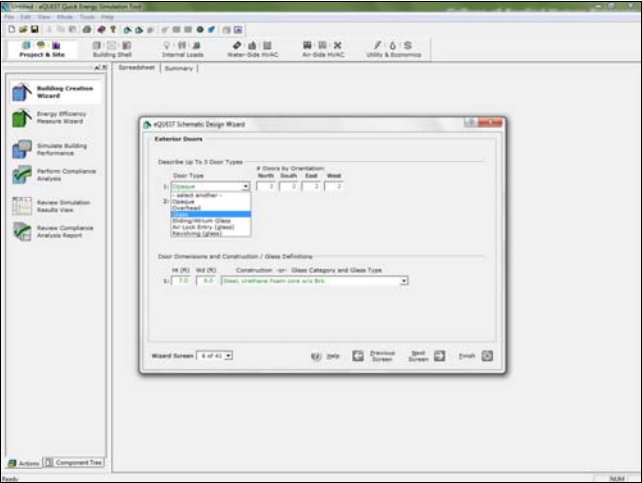 Untitled - eQUEST Quick Energy Simulation Tool
File Edit View Mode Tools Help
Project & Site Building Shell Internal Loads Water-Side HVAC Air-Side HVAC Utility & Economics
Actions
Spreadsheet Summary
Building Creation
Wizard
Energy Efficiency
Measure Wizard
Simulate Building
Performance
Perform Compliance
Analysis
Review Simulation
Results View
Review Compliance
Analysis Report
eQUEST Schematic Design Wizard
Exterior Doors
Describe Up To 3 Door Types
# Doors by Orientation:
Door Type North South East West
1: Opaque 2 2 2 2
- select another -
2: Opaque
Overhead
Glass
Sliding/Atrium Glass
Air Lock Entry (glass)
Revolving (glass)
Door Dimensions and Construction / Glass Definitions
Ht (ft) Wd (ft) Construction -or- Glass Category and Glass Type
1: 7.0 6.0 Steel, Urethane foam core w/o Brk
Wizard Screen 6 of 41 Help Previous Screen Next Screen Finish
Actions Component Tree
Ready NUM